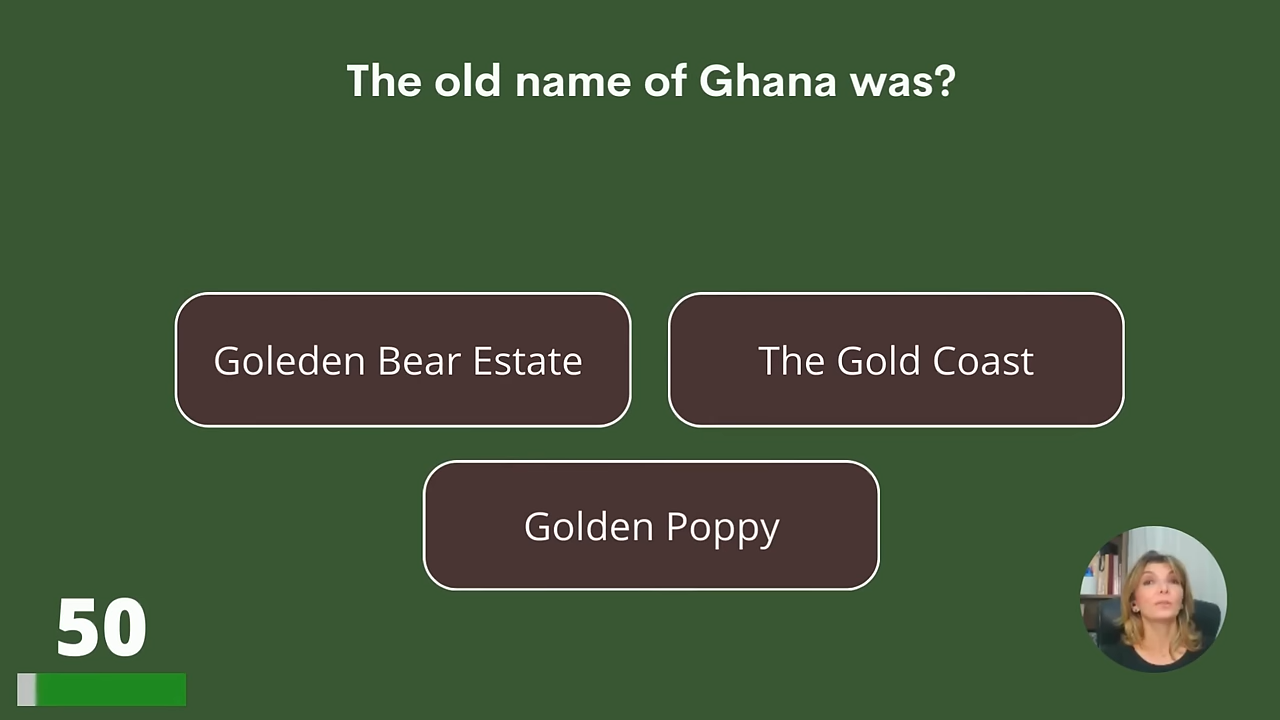 The old name of Ghana was?
Goleden Bear Estate
The Gold Coast
Golden Poppy
50